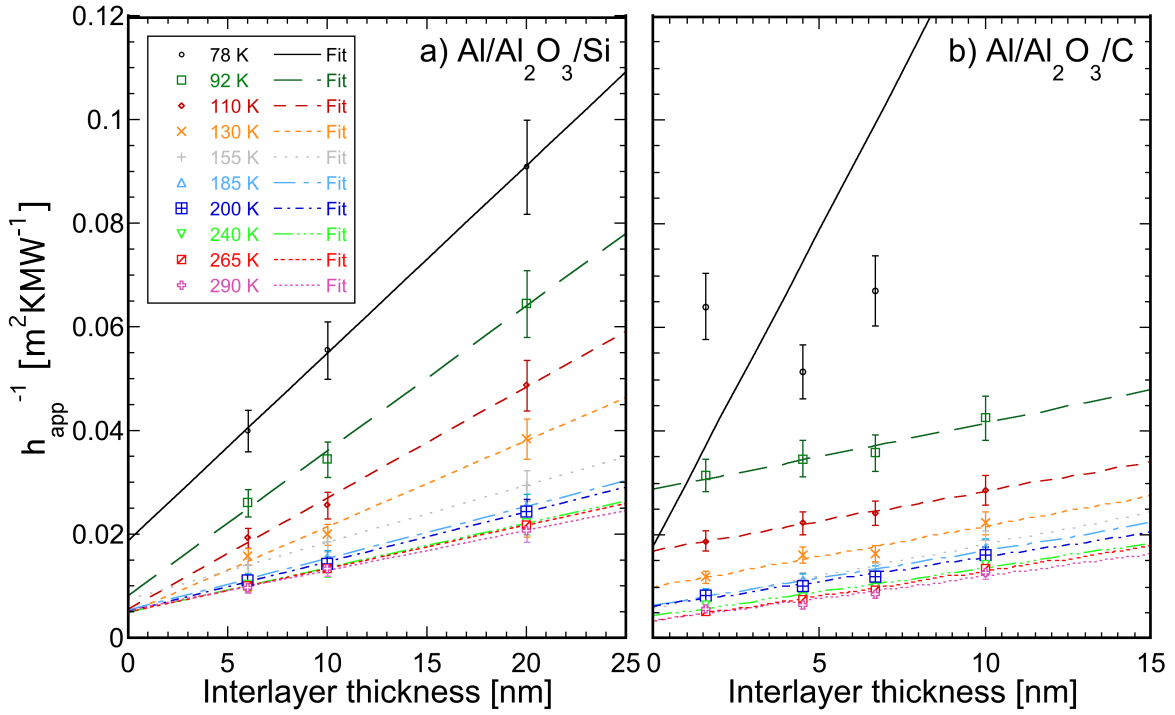 0.12
0.1
0.08
0.06
0.04
0.02
0
h_app^-1 [m^2KMW^-1]
a) Al/Al_2O_3/Si
78 K Fit
92 K Fit
110 K Fit
130 K Fit
155 K Fit
185 K Fit
200 K Fit
240 K Fit
265 K Fit
290 K Fit
0 5 10 15 20 25
Interlayer thickness [nm]
b) Al/Al_2O_3/C
0 5 10 15
Interlayer thickness [nm]